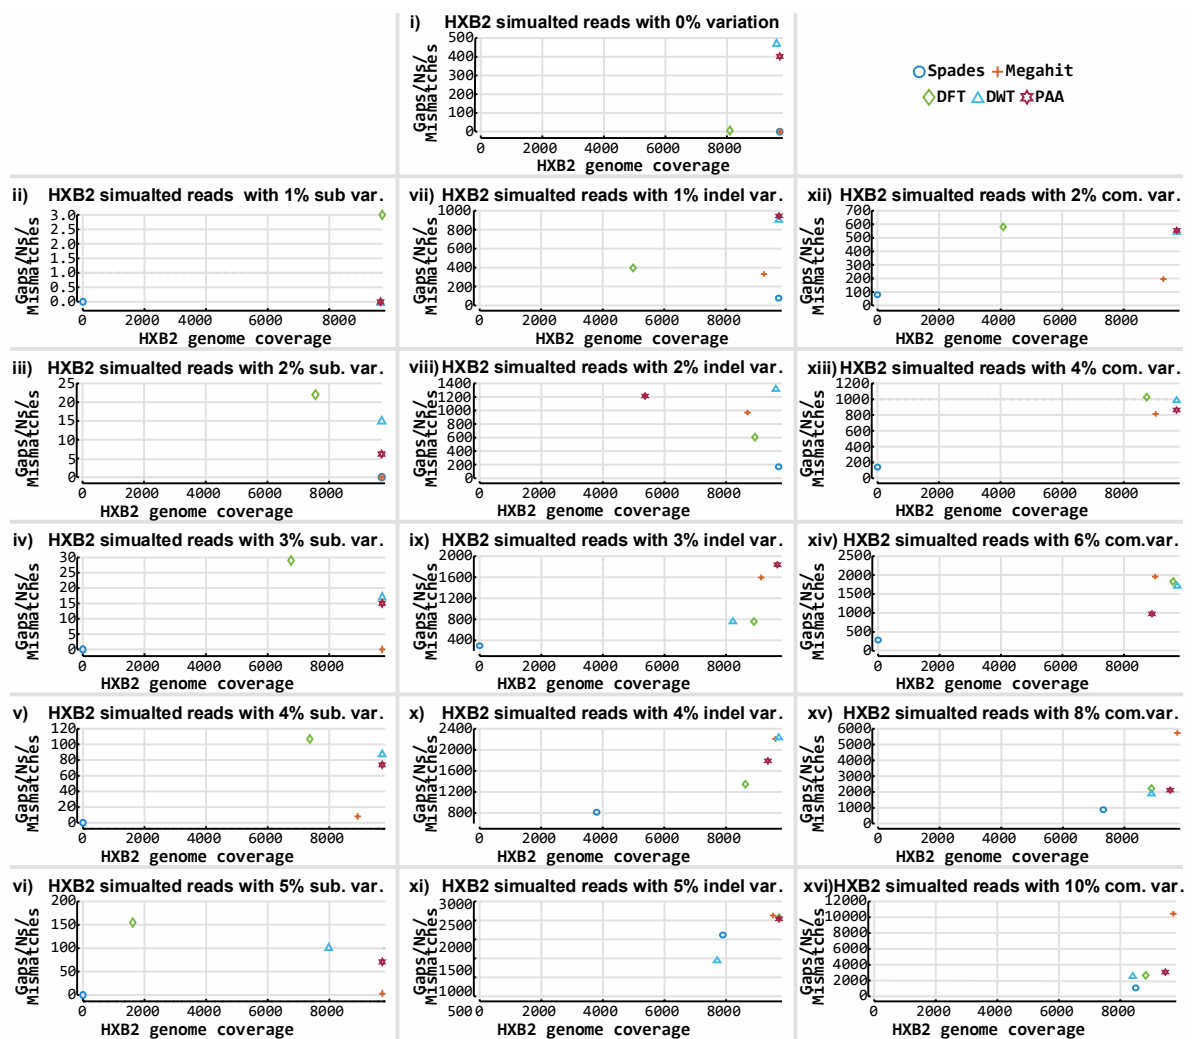 i) HXB2 simualted reads with 0% variation
Gaps/Ns/
Mismatches
500
400
300
200
100
0
0 2000 4000 6000 8000
HXB2 genome coverage
Spades Megahit
DFT DWT PAA
ii) HXB2 simualted reads with 1% sub var.
Gaps/Ns/
Mismatches
3.0
2.5
2.0
1.5
1.0
0.5
0.0
0 2000 4000 6000 8000
HXB2 genome coverage
vii) HXB2 simualted reads with 1% indel var.
Gaps/Ns/
Mismatches
1000
800
600
400
200
0
0 2000 4000 6000 8000
HXB2 genome coverage
xii) HXB2 simualted reads with 2% com. var.
Gaps/Ns/
Mismatches
700
600
500
400
300
200
100
0
0 2000 4000 6000 8000
HXB2 genome coverage
iii) HXB2 simualted reads with 2% sub. var.
Gaps/Ns/
Mismatches
25
20
15
10
5
0
0 2000 4000 6000 8000
HXB2 genome coverage
viii) HXB2 simualted reads with 2% indel var.
Gaps/Ns/
Mismatches
1400
1200
1000
800
600
400
200
0
0 2000 4000 6000 8000
HXB2 genome coverage
xiii) HXB2 simualted reads with 4% com. var.
Gaps/Ns/
Mismatches
1200
1000
800
600
400
200
0
0 2000 4000 6000 8000
HXB2 genome coverage
iv) HXB2 simualted reads with 3% sub. var.
Gaps/Ns/
Mismatches
30
25
20
15
10
5
0
0 2000 4000 6000 8000
HXB2 genome coverage
ix) HXB2 simualted reads with 3% indel var.
Gaps/Ns/
Mismatches
2000
1600
1200
800
400
0 2000 4000 6000 8000
HXB2 genome coverage
xiv) HXB2 simualted reads with 6% com.var.
Gaps/Ns/
Mismatches
2500
2000
1500
1000
500
0
0 2000 4000 6000 8000
HXB2 genome coverage
v) HXB2 simualted reads with 4% sub. var.
Gaps/Ns/
Mismatches
120
100
80
60
40
20
0
0 2000 4000 6000 8000
HXB2 genome coverage
x) HXB2 simualted reads with 4% indel var.
Gaps/Ns/
Mismatches
2400
2000
1600
1200
800
0 2000 4000 6000 8000
HXB2 genome coverage
xv) HXB2 simualted reads with 8% com.var.
Gaps/Ns/
Mismatches
6000
5000
4000
3000
2000
1000
0
0 2000 4000 6000 8000
HXB2 genome coverage
vi) HXB2 simualted reads with 5% sub. var.
Gaps/Ns/
Mismatches
200
150
100
50
0
0 2000 4000 6000 8000
HXB2 genome coverage
xi) HXB2 simualted reads with 5% indel var.
Gaps/Ns/
Mismatches
3000
2500
2000
1500
1000
500 0 2000 4000 6000 8000
HXB2 genome coverage
xvi)HXB2 simualted reads with 10% com. var.
Gaps/Ns/
Mismatches
12000
10000
8000
6000
4000
2000
0
0 2000 4000 6000 8000
HXB2 genome coverage